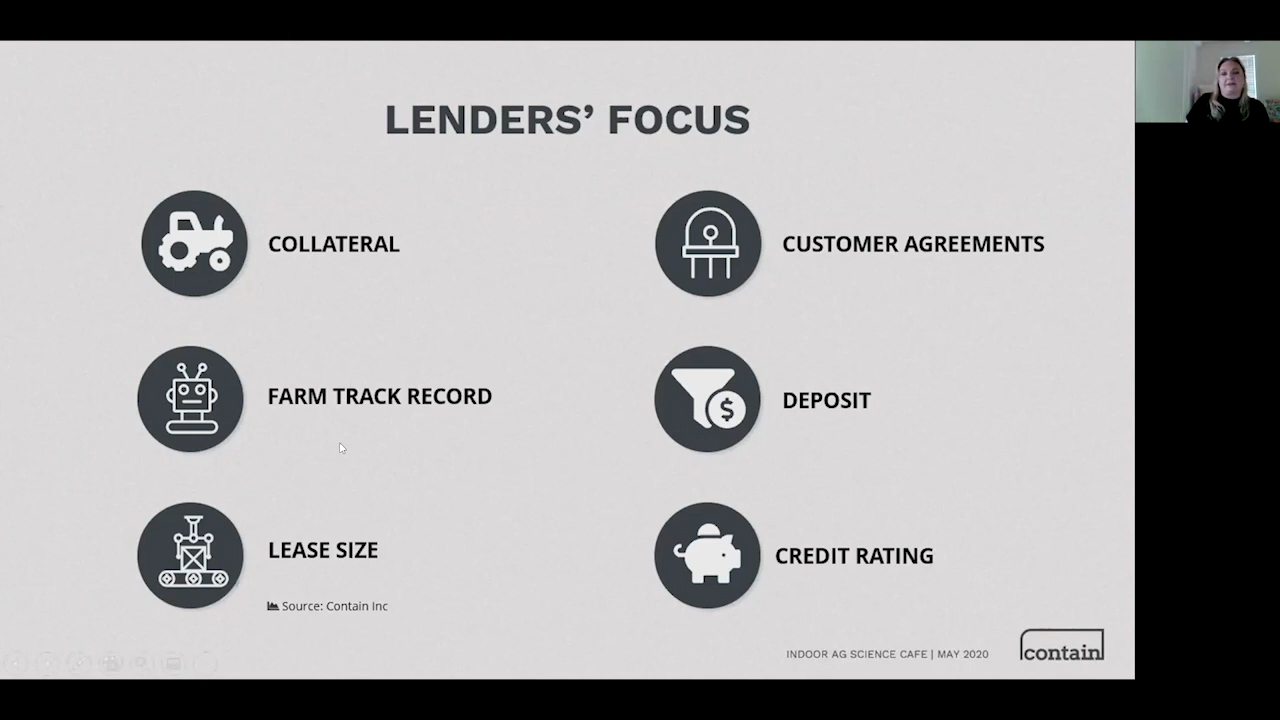 LENDERS’ FOCUS
COLLATERAL
CUSTOMER AGREEMENTS
FARM TRACK RECORD
DEPOSIT
$
LEASE SIZE
CREDIT RATING
Source: Contain Inc
INDOOR AG SCIENCE CAFE | MAY 2020
contain